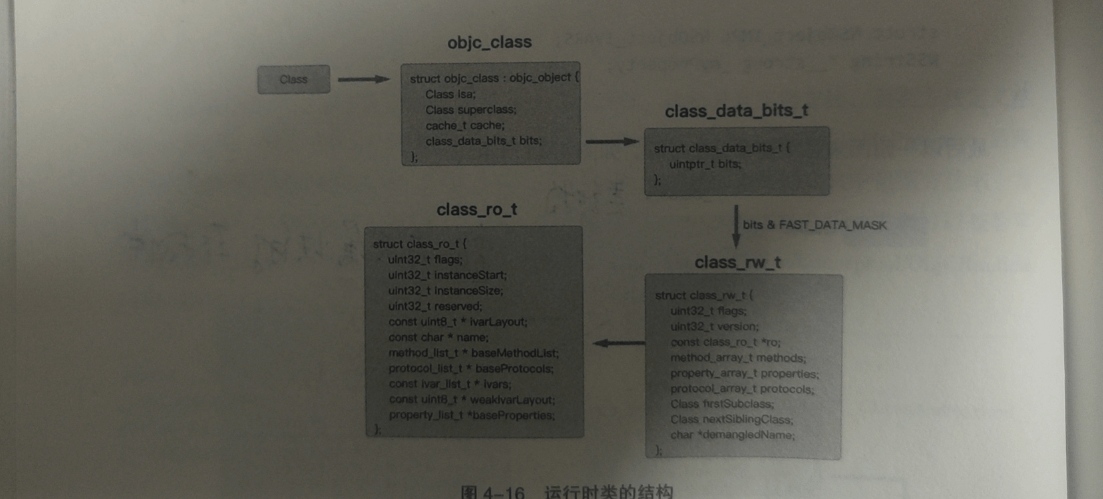 objc_class
Class
struct objc_class : objc_object {
Class isa;
Class superclass;
cache_t cache;
class_data_bits_t bits;
};
class_data_bits_t
struct class_data_bits_t {
uintptr_t bits;
};
bits & FAST_DATA_MASK
class_rw_t
struct class_rw_t {
uint32_t flags;
uint32_t version;
const class_ro_t *ro;
method_array_t methods;
property_array_t properties;
protocol_array_t protocols;
Class firstSubclass;
Class nextSiblingClass;
char *demangledName;
};
class_ro_t
struct class_ro_t {
uint32_t flags;
uint32_t instanceStart;
uint32_t instanceSize;
uint32_t reserved;
const uint8_t * ivarLayout;
const char * name;
method_list_t * baseMethodList;
protocol_list_t * baseProtocols;
const ivar_list_t * ivars;
const uint8_t * weakIvarLayout;
property_list_t *baseProperties;
};
图 4-16 运行时类的结构